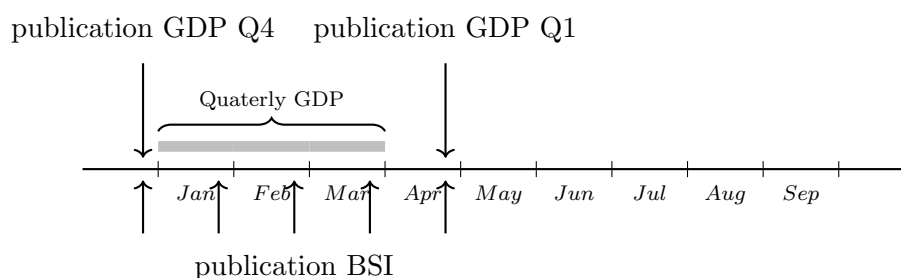 publication GDP Q4 publication GDP Q1
Quaterly GDP
Jan Feb Mar Apr May Jun Jul Aug Sep
publication BSI